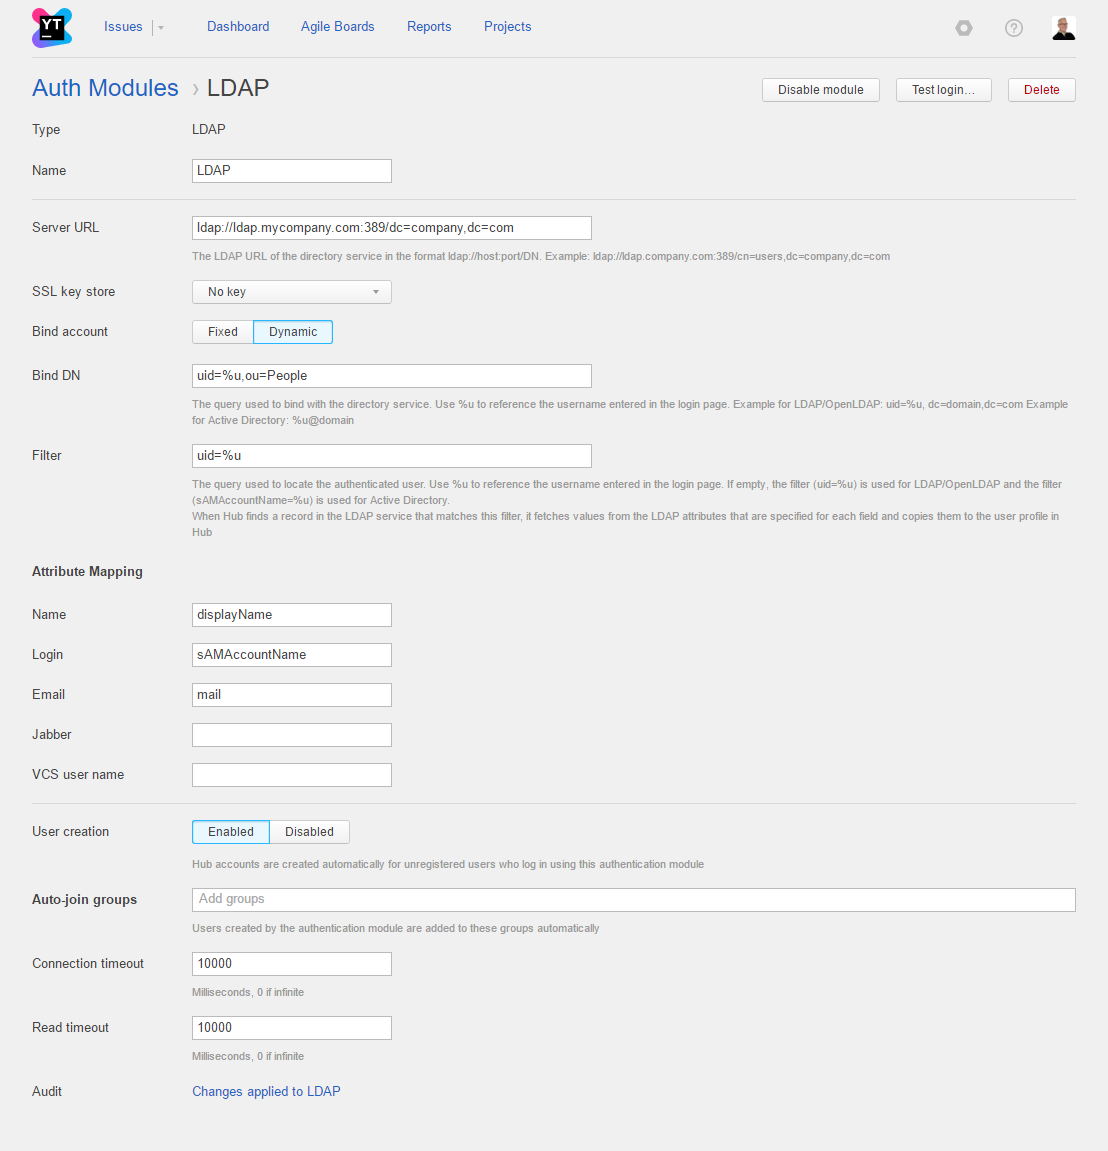 YT
Issues
Dashboard
Agile Boards
Reports
Projects
?
Auth Modules › LDAP
Disable module
Test login...
Delete
Type
LDAP
Name
LDAP
Server URL
ldap://ldap.mycompany.com:389/dc=company,dc=com
The LDAP URL of the directory service in the format ldap://host:port/DN. Example: ldap://ldap.company.com:389/cn=users,dc=company,dc=com
SSL key store
No key
Bind account
Fixed
Dynamic
Bind DN
uid=%u,ou=People
The query used to bind with the directory service. Use %u to reference the username entered in the login page. Example for LDAP/OpenLDAP: uid=%u, dc=domain,dc=com Example
for Active Directory: %u@domain
Filter
uid=%u
The query used to locate the authenticated user. Use %u to reference the username entered in the login page. If empty, the filter (uid=%u) is used for LDAP/OpenLDAP and the filter
(sAMAccountName=%u) is used for Active Directory.
When Hub finds a record in the LDAP service that matches this filter, it fetches values from the LDAP attributes that are specified for each field and copies them to the user profile in
Hub
Attribute Mapping
Name
displayName
Login
sAMAccountName
Email
mail
Jabber
VCS user name
User creation
Enabled
Disabled
Hub accounts are created automatically for unregistered users who log in using this authentication module
Auto-join groups
Add groups
Users created by the authentication module are added to these groups automatically
Connection timeout
10000
Milliseconds, 0 if infinite
Read timeout
10000
Milliseconds, 0 if infinite
Audit
Changes applied to LDAP